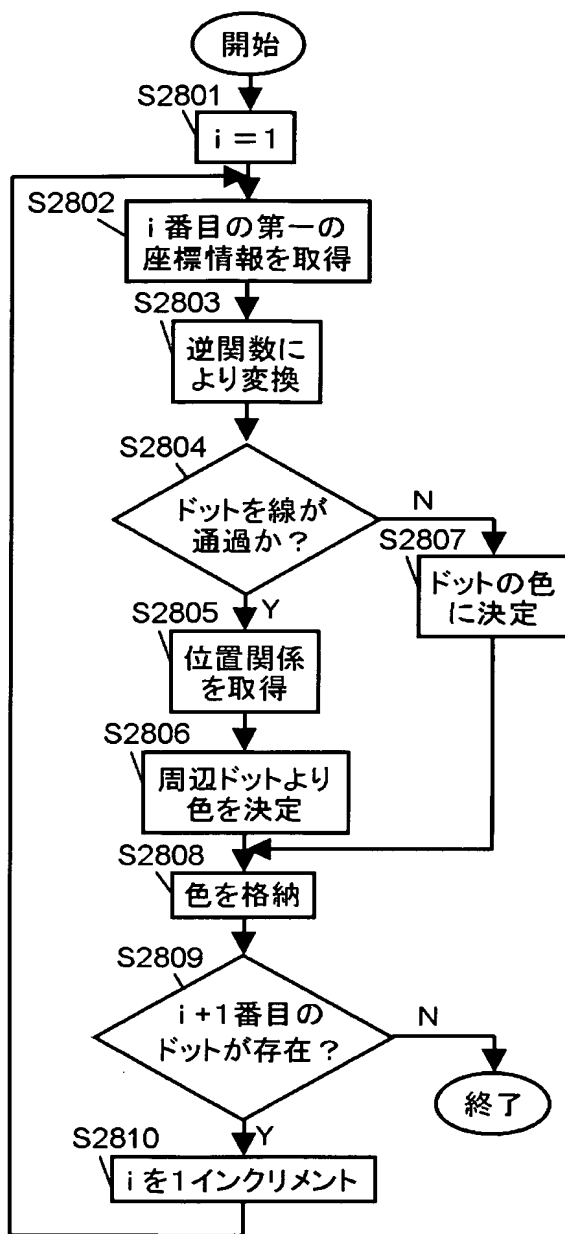 開始
S2801
i=1
S2802
i番目の第一の
座標情報を取得
S2803
逆関数に
より変換
S2804
ドットを線が
通過か?
N
S2807
ドットの色
に決定
Y
S2805
位置関係
を取得
S2806
周辺ドットより
色を決定
S2808
色を格納
S2809
i+1番目の
ドットが存在?
N
終了
Y
S2810
iを1インクリメント